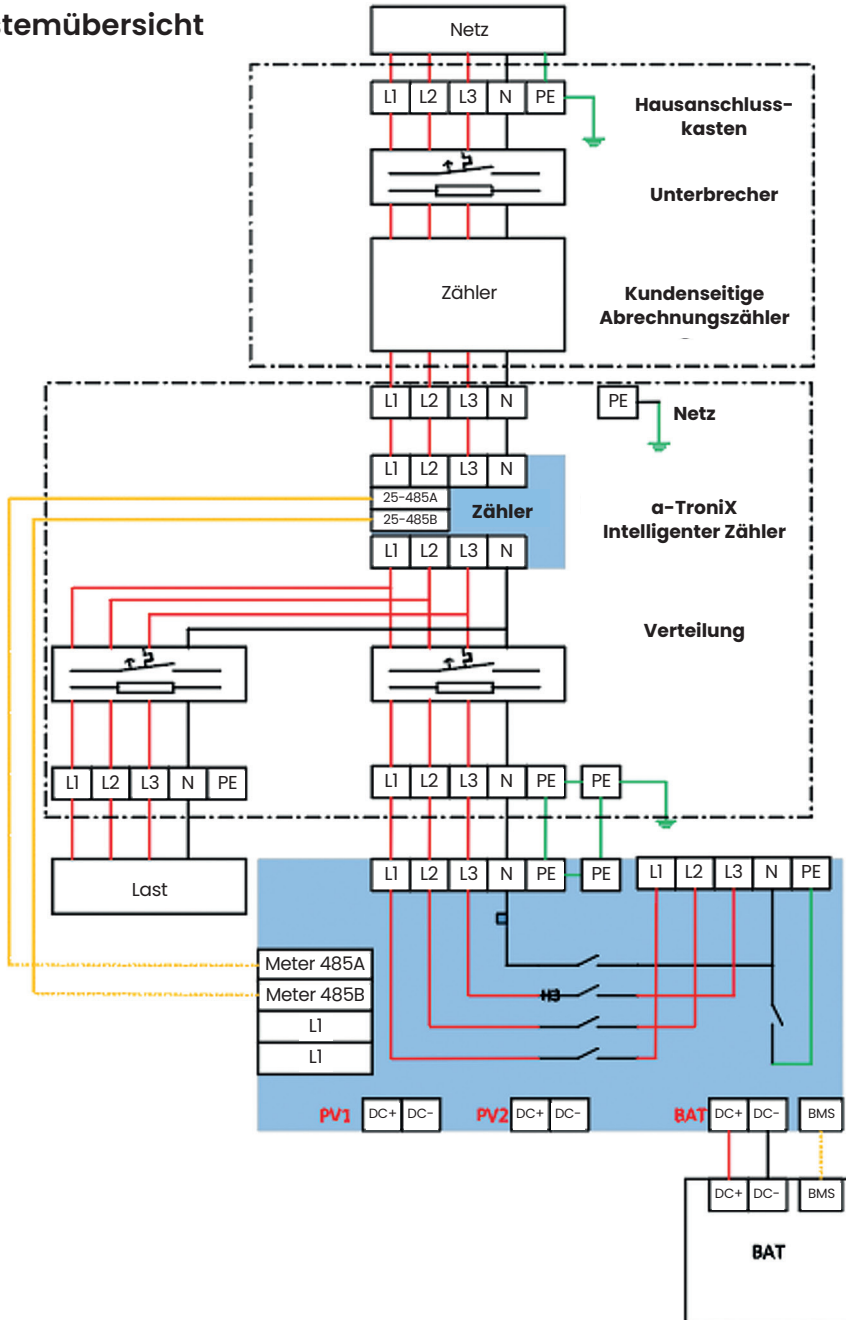 stemübersicht
Netz
L1 L2 L3 N PE
Hausanschluss-
kasten
Unterbrecher
Zähler
Kundenseitige
Abrechnungszähler
L1 L2 L3 N
PE
Netz
L1 L2 L3 N
25-485A
25-485B
Zähler
a-TroniX
Intelligenter Zähler
L1 L2 L3 N
Verteilung
L1 L2 L3 N PE
L1 L2 L3 N PE PE
Last
L1 L2 L3 N PE PE
L1 L2 L3 N PE
Meter 485A
Meter 485B
L1
L1
PV1 DC+ DC-
PV2 DC+ DC-
BAT DC+ DC- BMS
DC+ DC- BMS
BAT